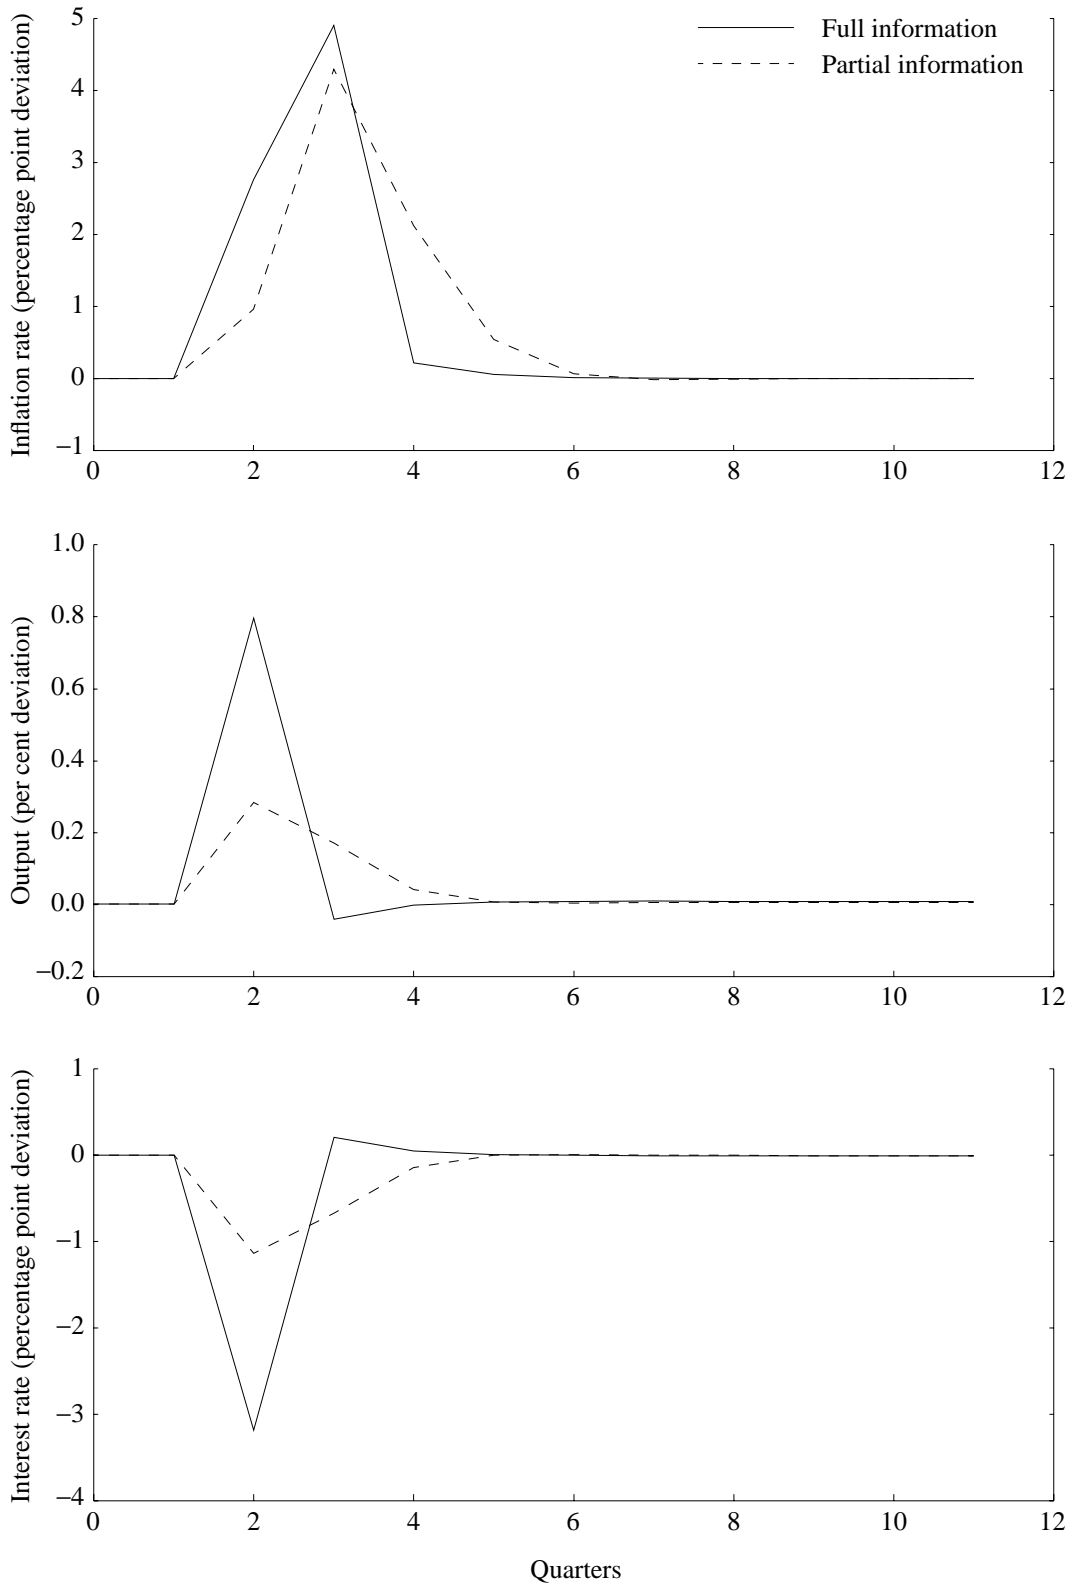 Full information
Partial information
Inflation rate (percentage point deviation)
5
4
3
2
1
0
−1
0 2 4 6 8 10 12
Output (per cent deviation)
1.0
0.8
0.6
0.4
0.2
0.0
−0.2
0 2 4 6 8 10 12
Interest rate (percentage point deviation)
1
0
−1
−2
−3
−4
0 2 4 6 8 10 12
Quarters